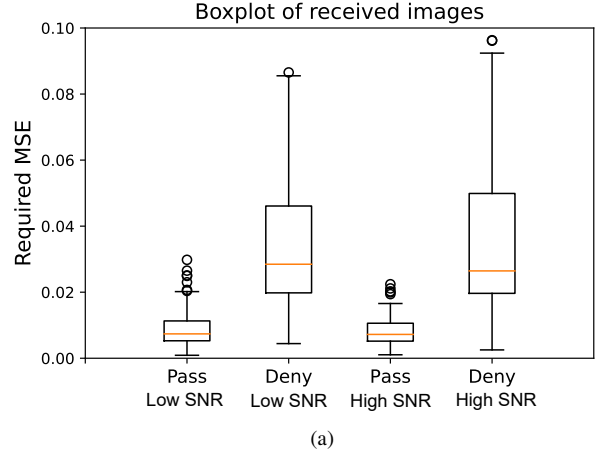 Boxplot of received images
Required MSE
0.10
0.08
0.06
0.04
0.02
0.00
Pass Deny Pass Deny
Low SNR Low SNR High SNR High SNR
(a)